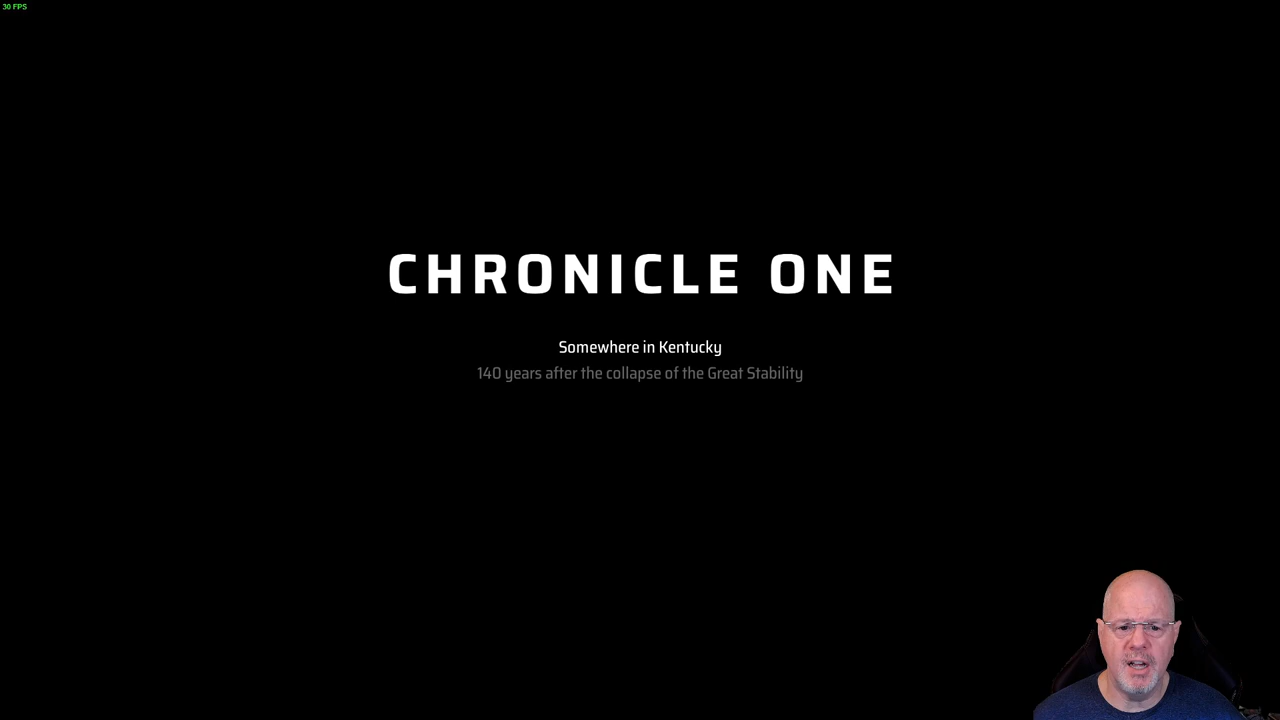 30 FPS
CHRONICLE ONE
Somewhere in Kentucky
140 years after the collapse of the Great Stability